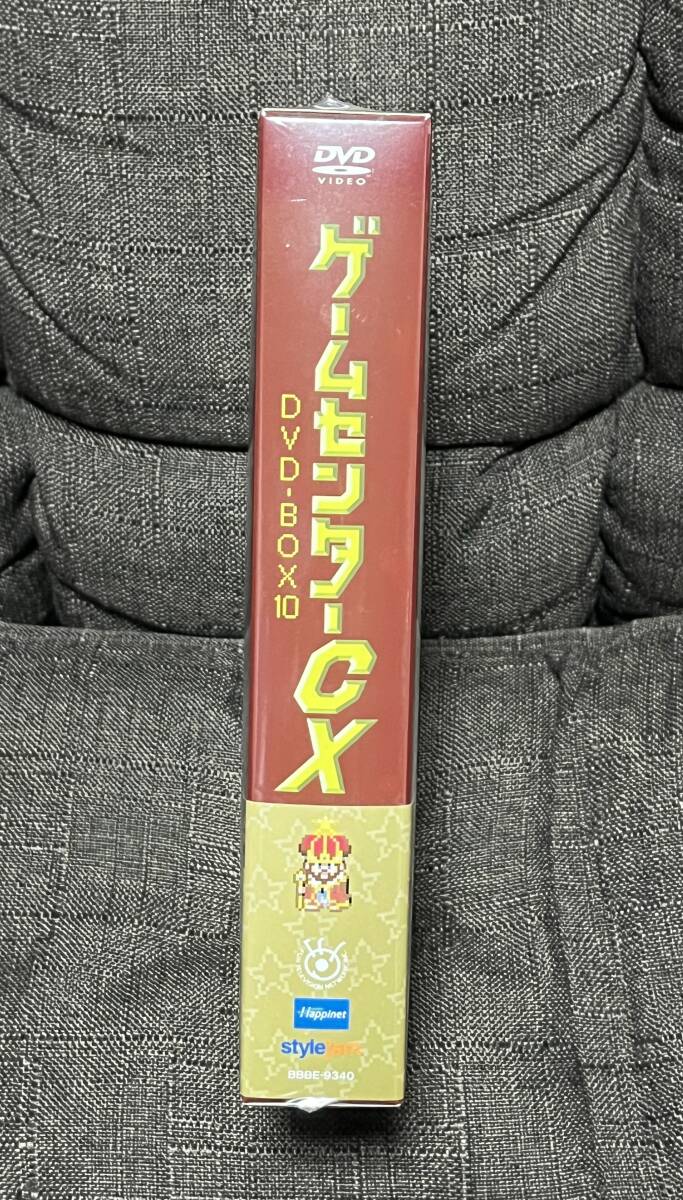 DVD
VIDEO
ゲームセンターCX
DVD-BOX10
Happinet
stylejam
BBBE-9340